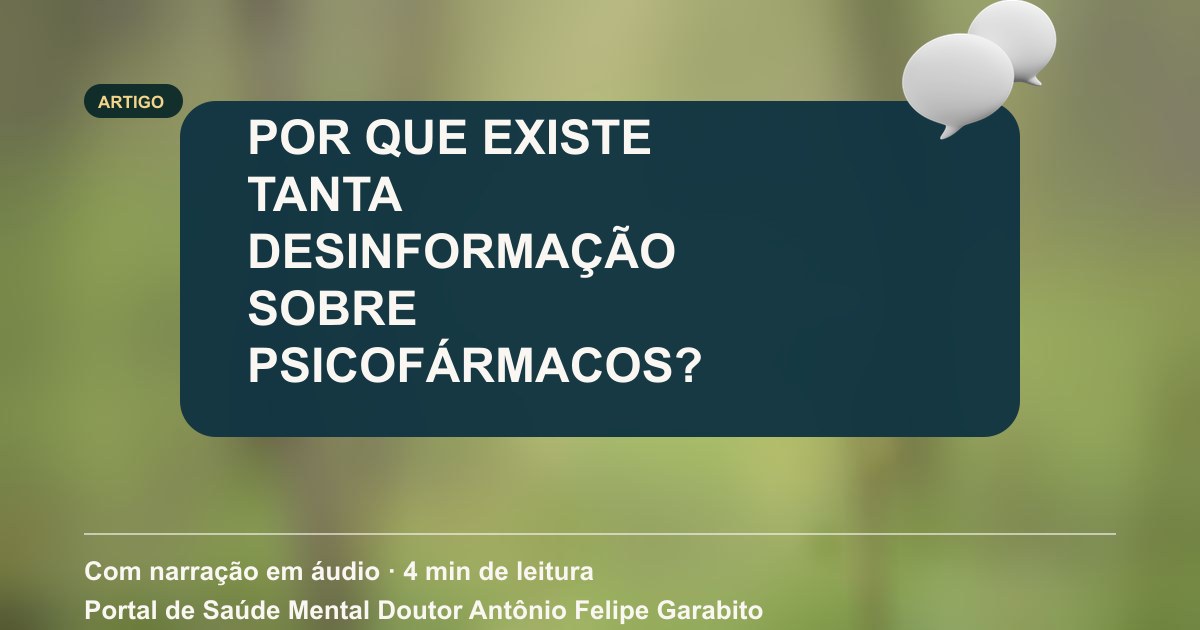 ARTIGO
POR QUE EXISTE
TANTA
DESINFORMAÇÃO
SOBRE
PSICOFÁRMACOS?
Com narração em áudio · 4 min de leitura
Portal de Saúde Mental Doutor Antônio Felipe Garabito